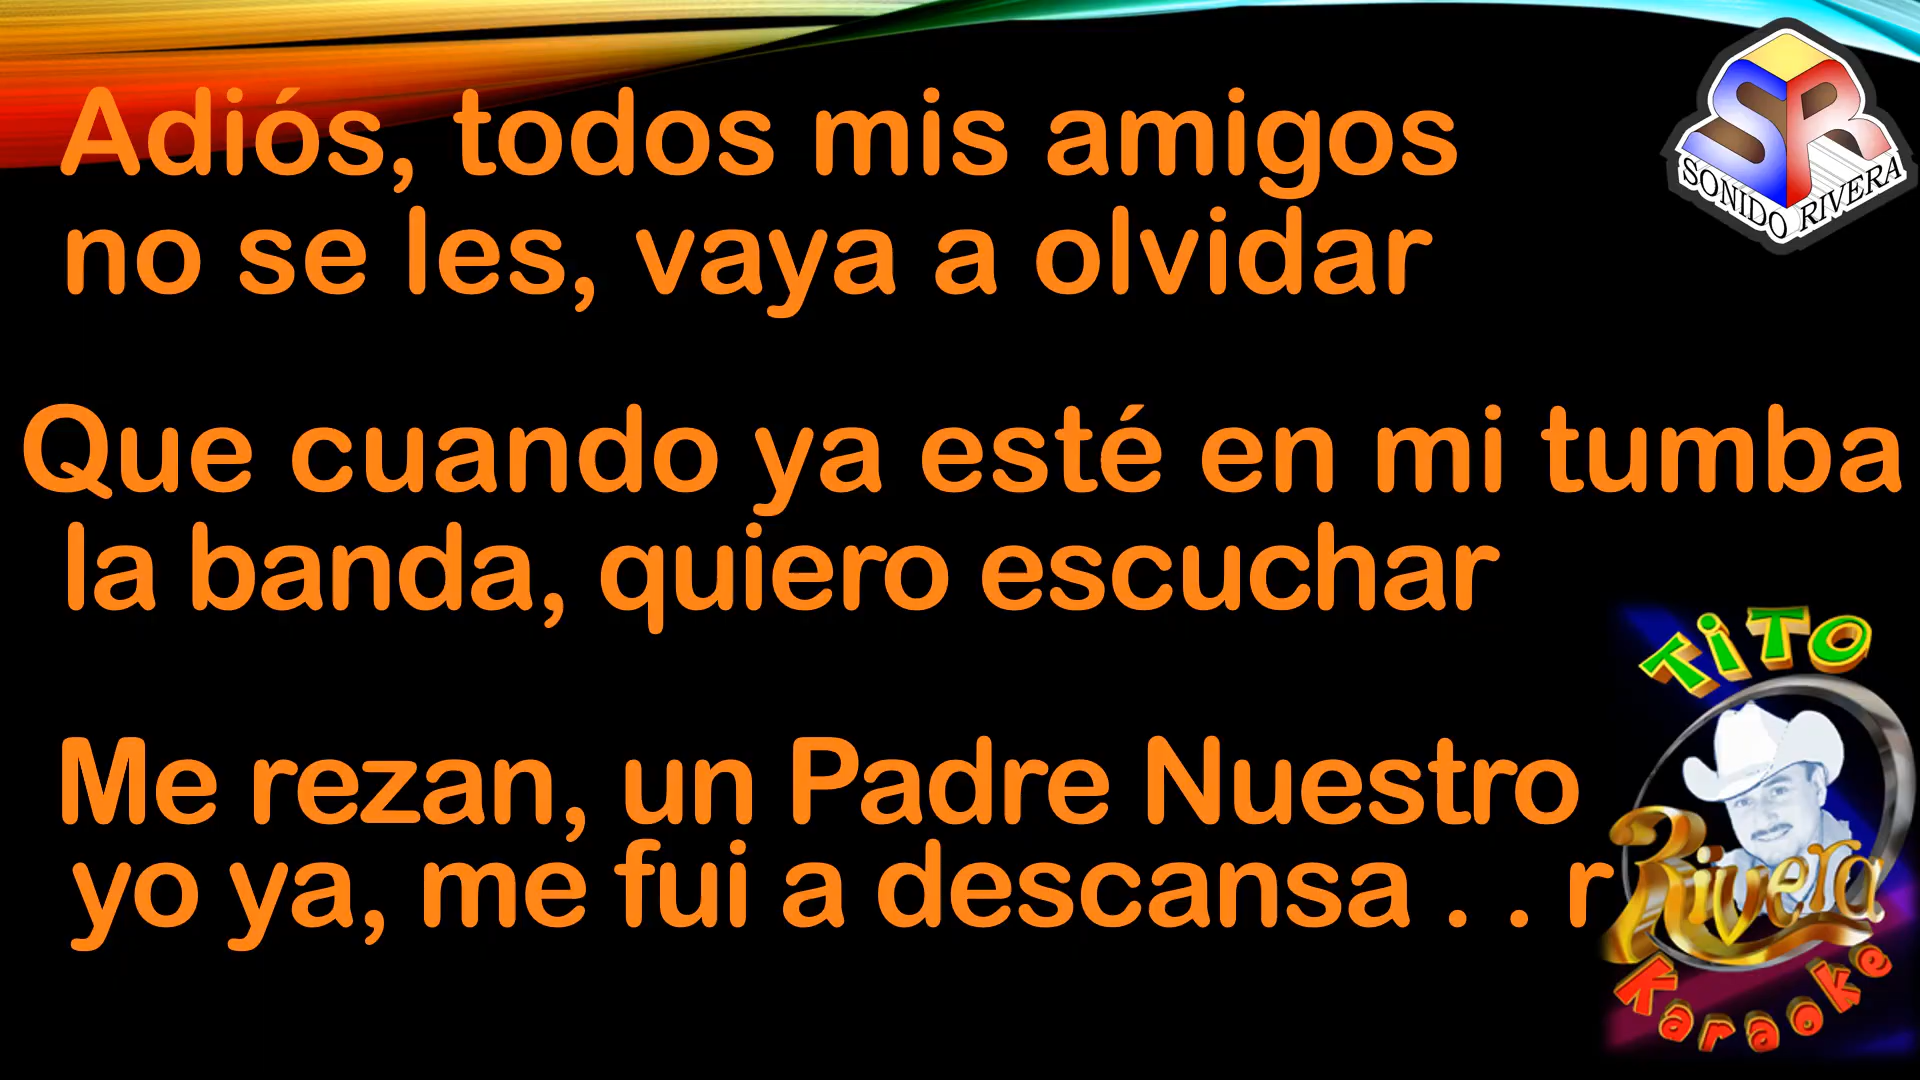 Adiós, todos mis amigos
no se les, vaya a olvidar
Que cuando ya esté en mi tumba
la banda, quiero escuchar
Me rezan, un Padre Nuestro
yo ya, me fui a descansa . . r
SR
SONIDO RIVERA
TiTO
Rivera
Karaoke